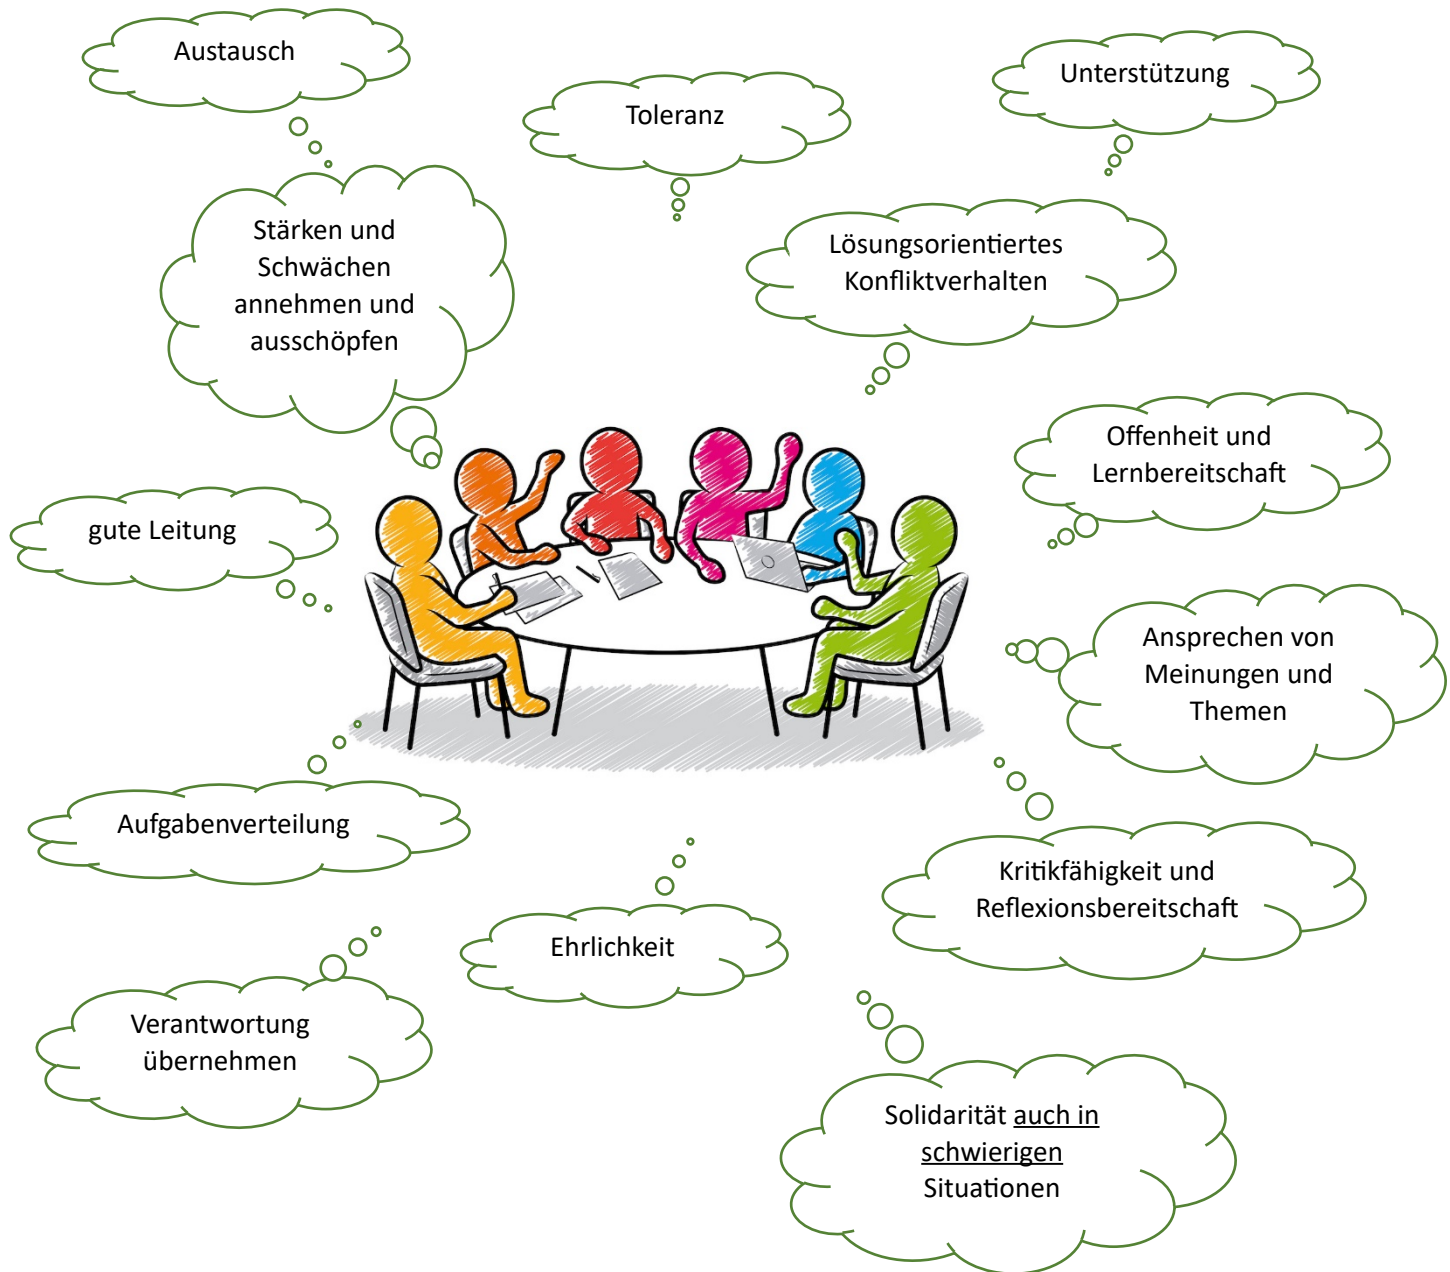 Austausch
Toleranz
Unterstützung
Stärken und
Schwächen
annehmen und
ausschöpfen
Lösungsorientiertes
Konfliktverhalten
Offenheit und
Lernbereitschaft
gute Leitung
Ansprechen von
Meinungen und
Themen
Aufgabenverteilung
Kritikfähigkeit und
Reflexionsbereitschaft
Ehrlichkeit
Verantwortung
übernehmen
Solidarität auch in
schwierigen
Situationen